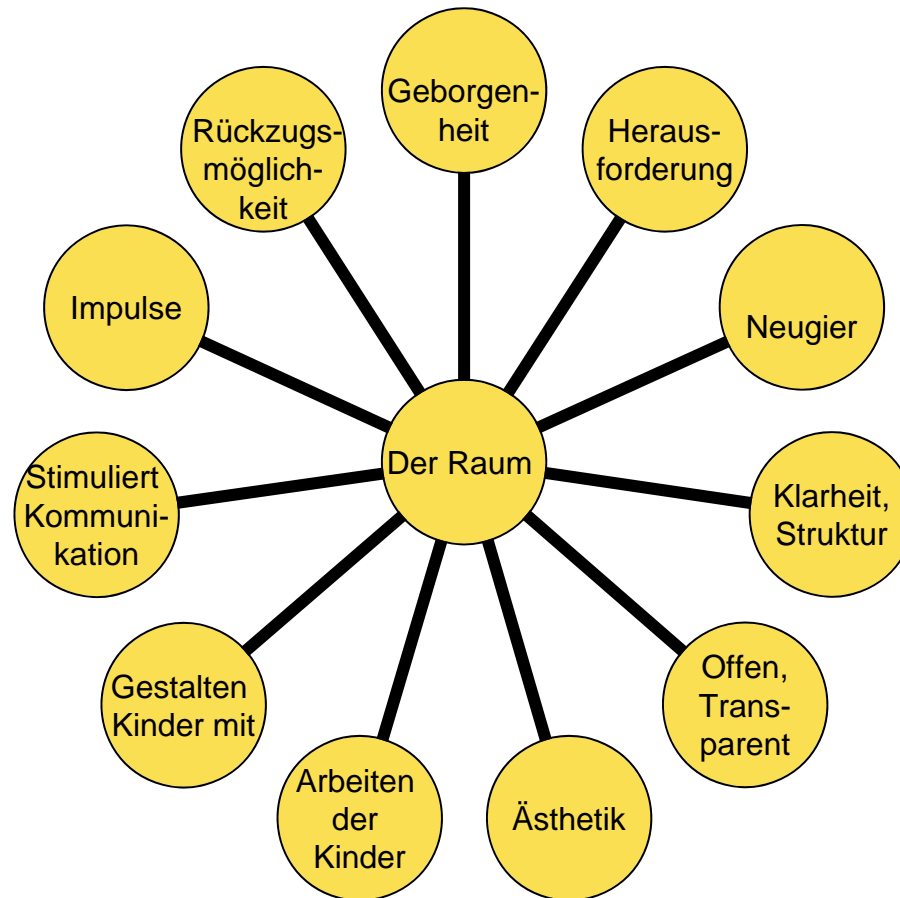 Geborgen-
heit
Heraus-
forderung
Neugier
Klarheit,
Struktur
Offen,
Trans-
parent
Ästhetik
Arbeiten
der
Kinder
Gestalten
Kinder mit
Stimuliert
Kommuni-
kation
Impulse
Rückzugs-
möglich-
keit
Der Raum